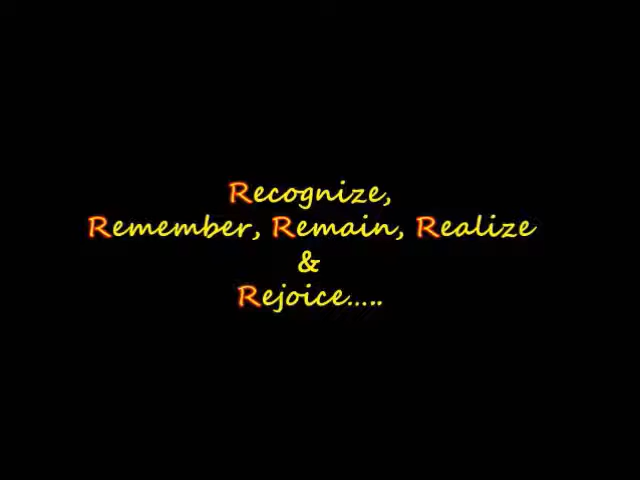 Recognize,
Remember, Remain, Realize
&
Rejoice.....